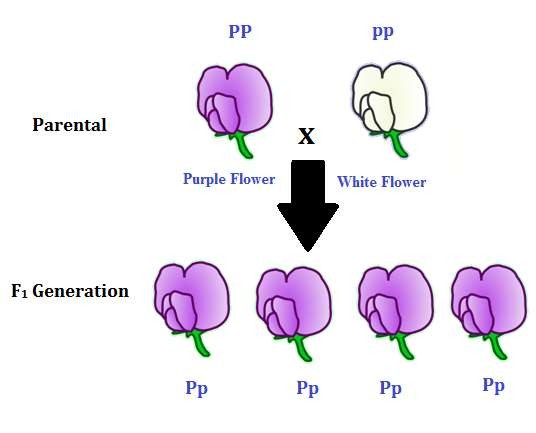 PP
pp
Parental
X
Purple Flower
White Flower
F₁ Generation
Pp
Pp
Pp
Pp